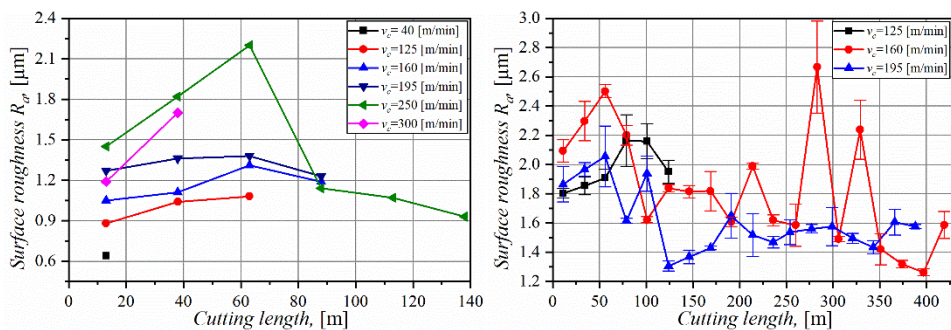 Surface roughness Ra, [μm]
2.4
2.1
1.8
1.5
1.2
0.9
0.6
vc= 40 [m/min]
vc=125 [m/min]
vc=160 [m/min]
vc=195 [m/min]
vc=250 [m/min]
vc=300 [m/min]
0 20 40 60 80 100 120 140
Cutting length, [m]
Surface roughness Ra, [μm]
3.0
2.8
2.6
2.4
2.2
2.0
1.8
1.6
1.4
1.2
vc=125 [m/min]
vc=160 [m/min]
vc=195 [m/min]
0 50 100 150 200 250 300 350 400
Cutting length, [m]